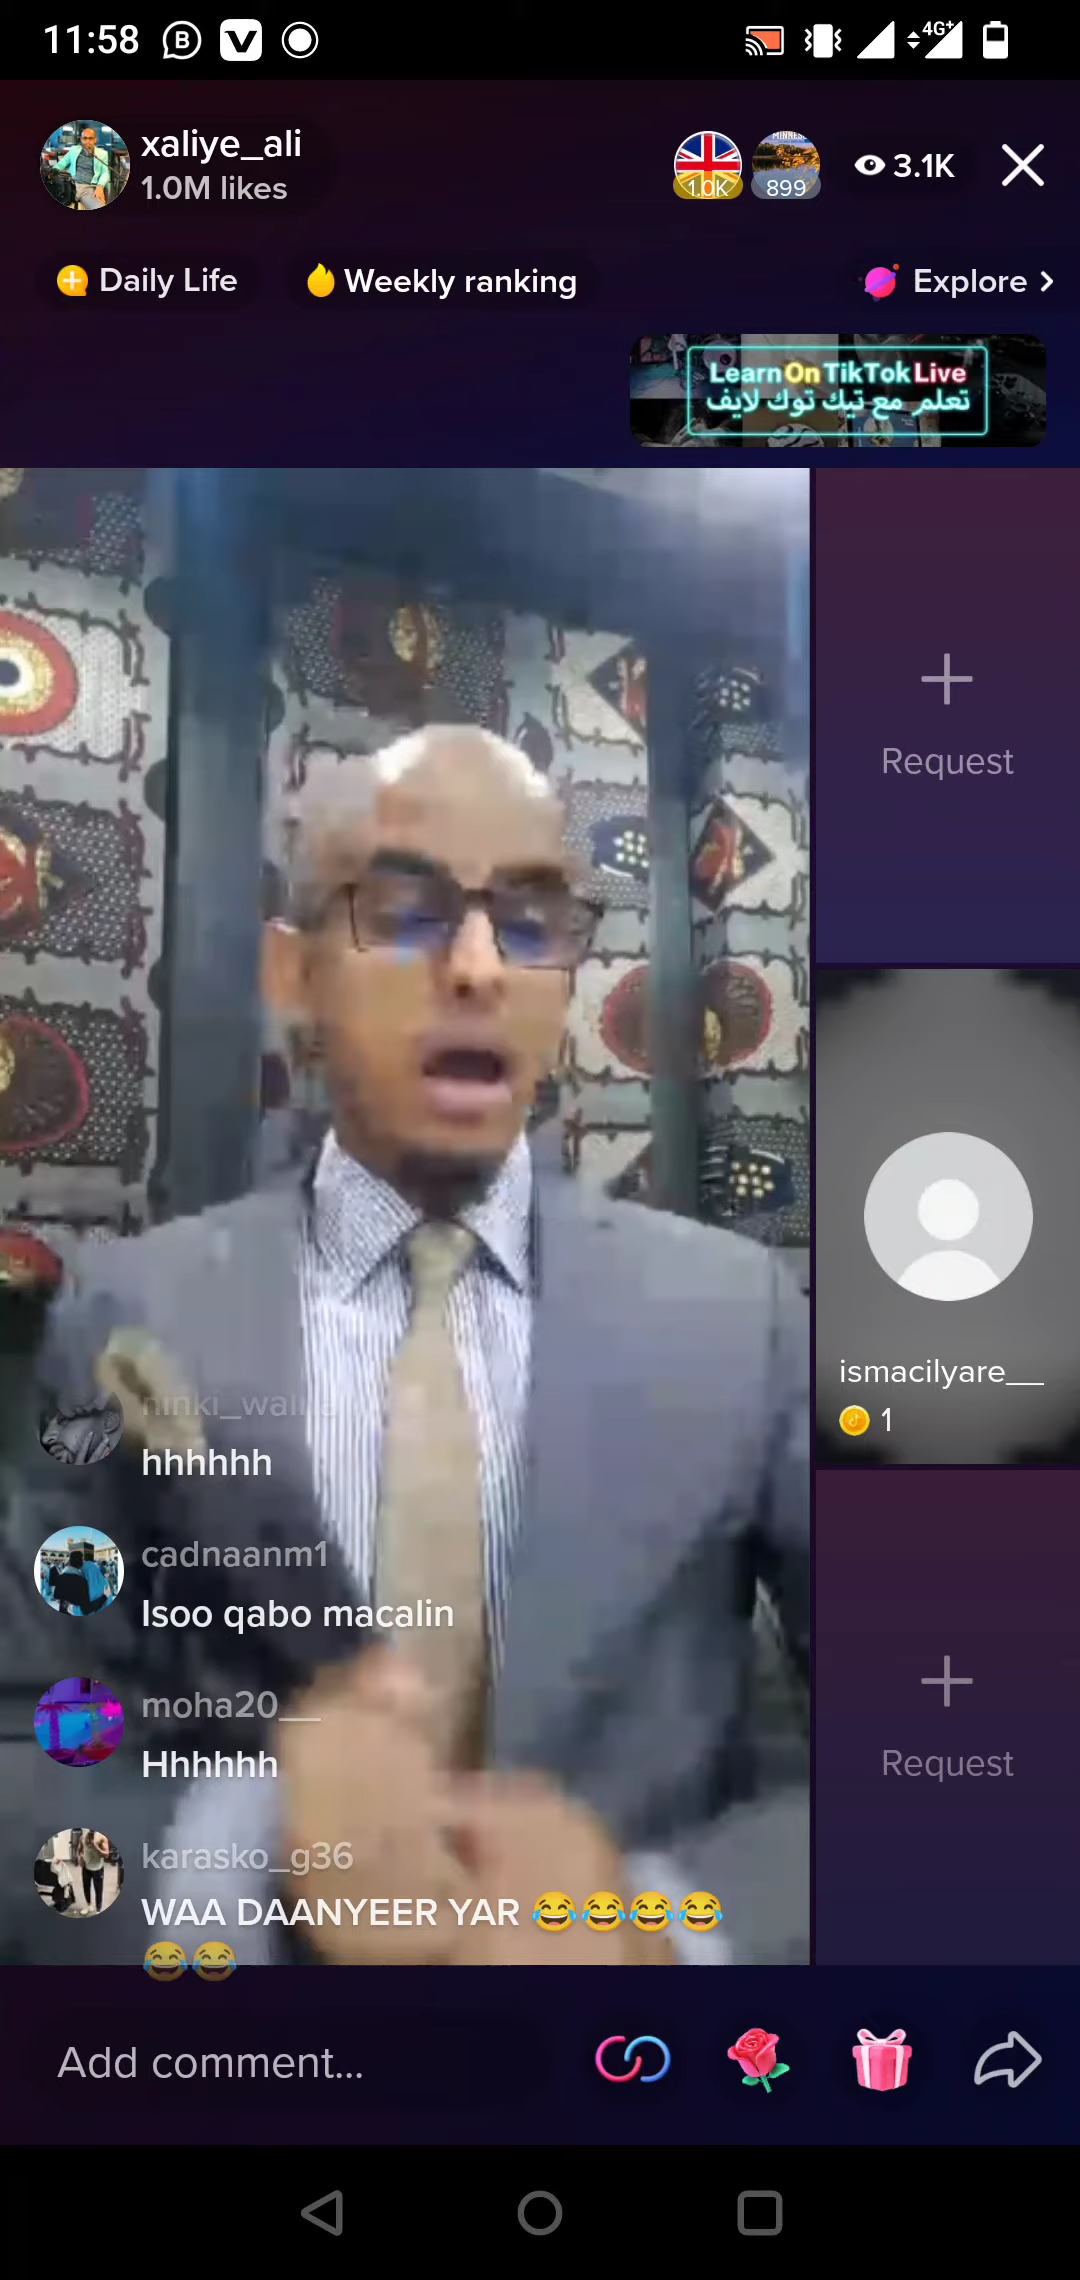 11:58
4G+
xaliye_ali
1.0M likes
1.0K
899
3.1K
Daily Life
Weekly ranking
Explore
Learn On TikTok Live
تعلم مع تيك توك لايف
Request
ismacilyare__
1
hhhhhh
cadnaanm1
Isoo qabo macalin
moha20__
Hhhhhh
karasko_g36
WAA DAANYEER YAR 😂😂😂😂
😂😂
Request
Add comment...